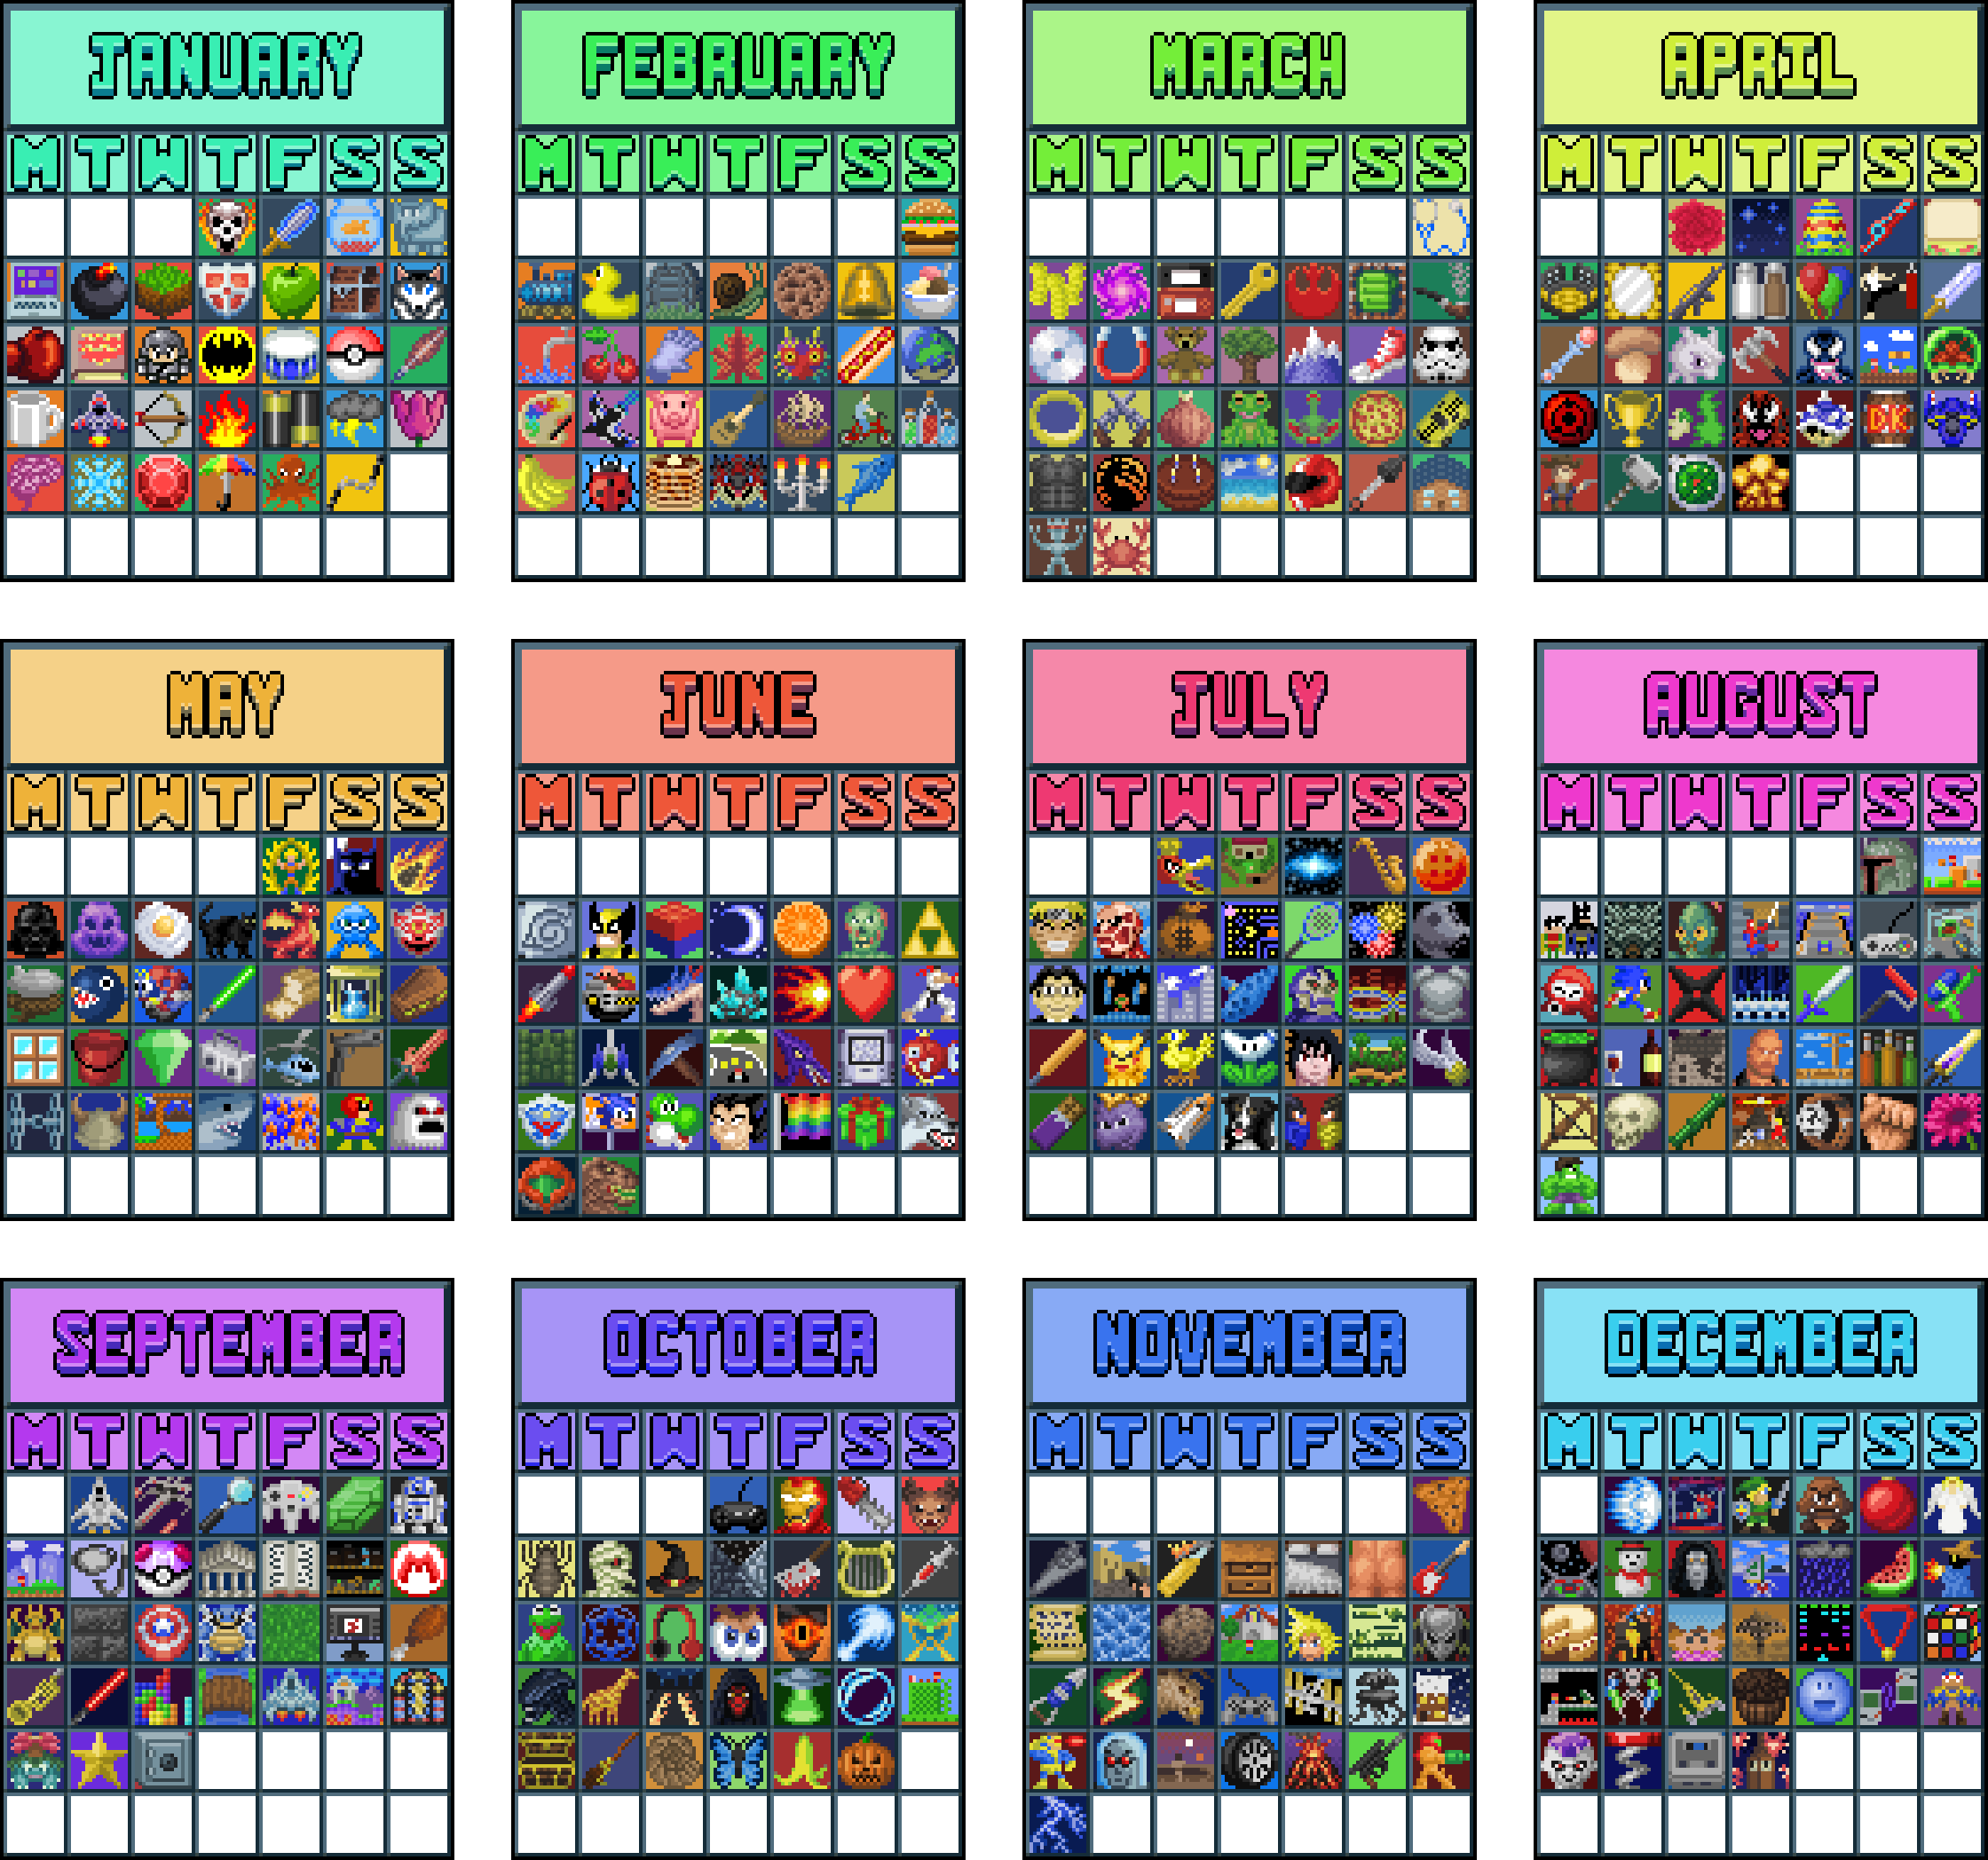 JANUARY
M T W T F S S
FEBRUARY
M T W T F S S
MARCH
M T W T F S S
APRIL
M T W T F S S
DK
MAY
M T W T F S S
JUNE
M T W T F S S
JULY
M T W T F S S
AUGUST
M T W T F S S
SEPTEMBER
M T W T F S S
M
OCTOBER
M T W T F S S
NOVEMBER
M T W T F S S
DECEMBER
M T W T F S S